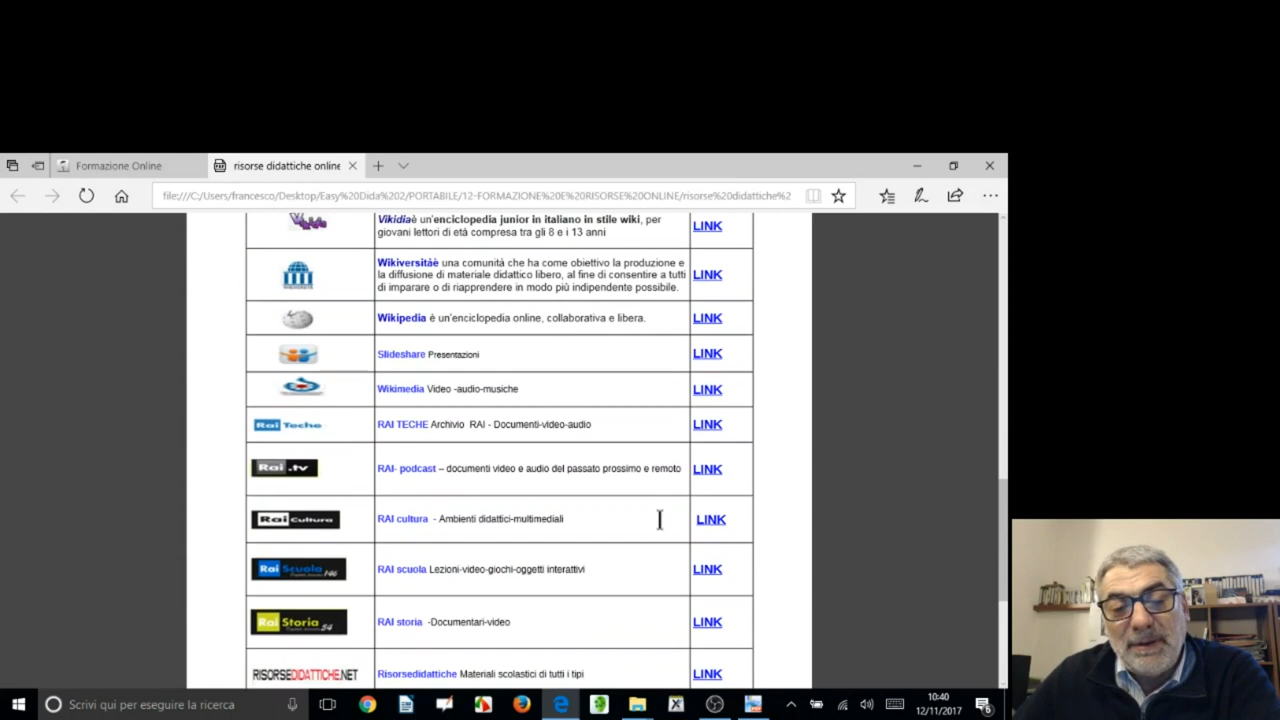 Formazione Online
risorse didattiche online
file:///C:/Users/francesco/Desktop/Easy%20Dida%202/PORTABILE/12-FORMAZIONE%20E%20RISORSE%20ONLINE/risorse%20didattiche%2
Vikidiaè un'enciclopedia junior in italiano in stile wiki, per
giovani lettori di età compresa tra gli 8 e i 13 anni
LINK
Wikiversitàè una comunità che ha come obiettivo la produzione e
la diffusione di materiale didattico libero, al fine di consentire a tutti
di imparare o di riapprendere in modo più indipendente possibile.
LINK
Wikipedia è un'enciclopedia online, collaborativa e libera.
LINK
Slideshare Presentazioni
LINK
Wikimedia Video -audio-musiche
LINK
Rai Teche
RAI TECHE Archivio RAI - Documenti-video-audio
LINK
Rai.tv
RAI- podcast – documenti video e audio del passato prossimo e remoto
LINK
Rai Cultura
RAI cultura - Ambienti didattici-multimediali
LINK
Rai Scuola 146
RAI scuola Lezioni-video-giochi-oggetti interattivi
LINK
Rai Storia 54
RAI storia -Documentari-video
LINK
RISORSEDIDATTICHE.NET
Risorsedidattiche Materiali scolastici di tutti i tipi
LINK
Scrivi qui per eseguire la ricerca
10:40
12/11/2017
6